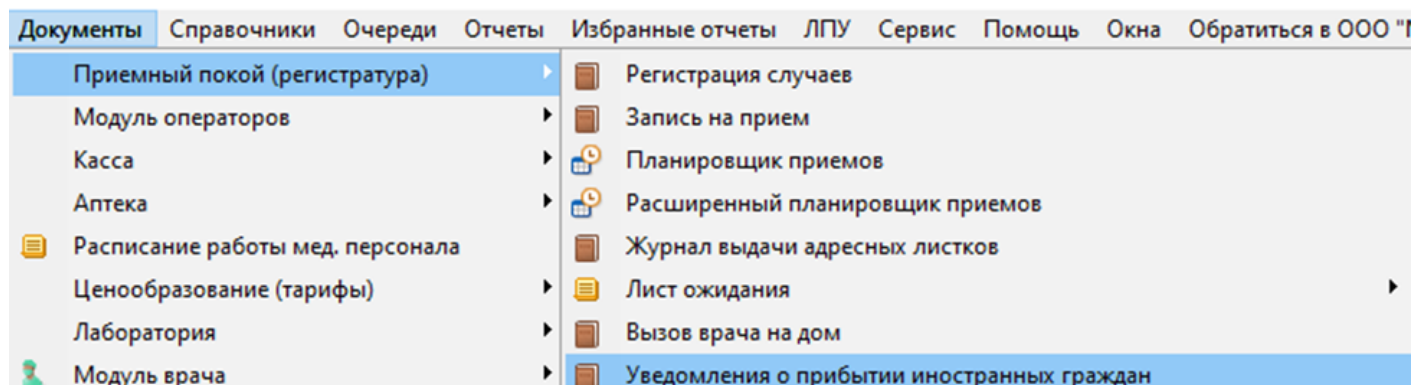 Документы Справочники Очереди Отчеты Избранные отчеты ЛПУ Сервис Помощь Окна Обратиться в ООО "
Приемный покой (регистратура)
Модуль операторов
Касса
Аптека
Расписание работы мед. персонала
Ценообразование (тарифы)
Лаборатория
Модуль врача
Регистрация случаев
Запись на прием
Планировщик приемов
Расширенный планировщик приемов
Журнал выдачи адресных листков
Лист ожидания
Вызов врача на дом
Уведомления о прибытии иностранных граждан